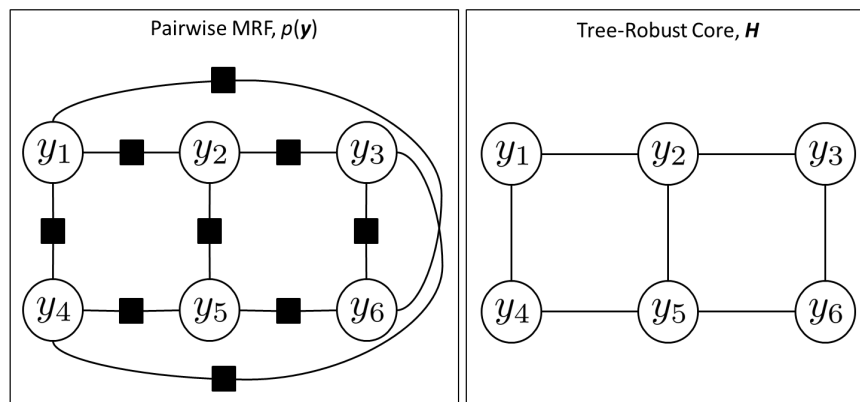 Pairwise MRF, p(y)
Tree-Robust Core, H
y1 y2 y3
y4 y5 y6
y1 y2 y3
y4 y5 y6